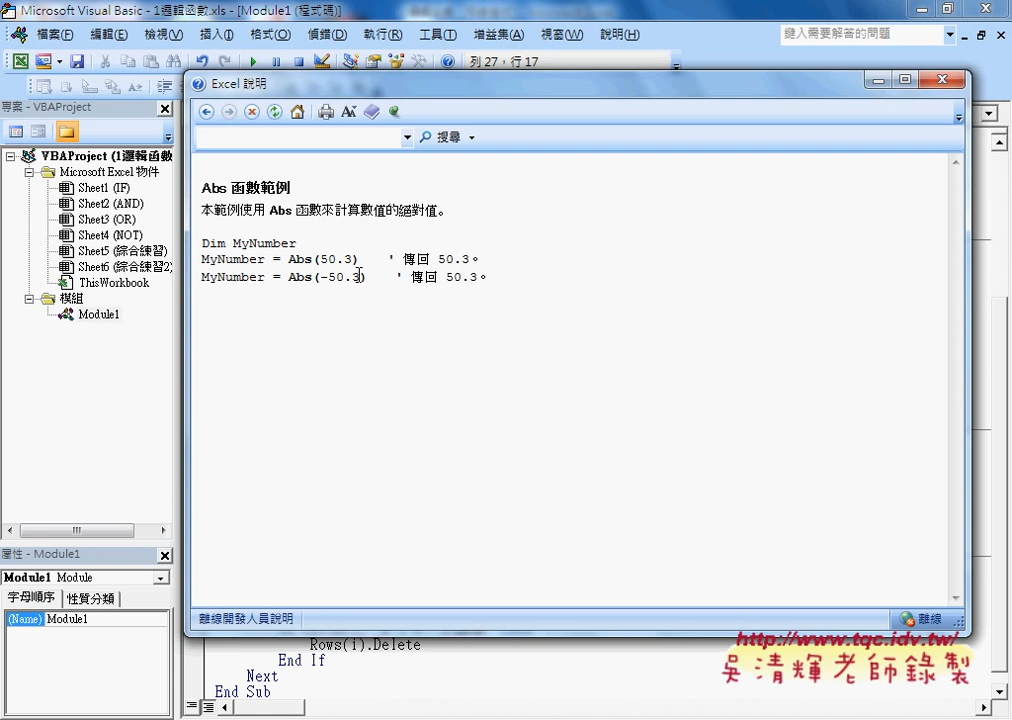 Microsoft Visual Basic - 1邏輯函數.xls - [Module1 (程式碼)]
檔案(F) 編輯(E) 檢視(V) 插入(I) 格式(O) 偵錯(D) 執行(R) 工具(T) 增益集(A) 視窗(W) 說明(H)
鍵入需要解答的問題
列 27，行 17
專案 - VBAProject
VBAProject (1邏輯函數
Microsoft Excel 物件
Sheet1 (IF)
Sheet2 (AND)
Sheet3 (OR)
Sheet4 (NOT)
Sheet5 (綜合練習)
Sheet6 (綜合練習2)
ThisWorkbook
模組
Module1
屬性 - Module1
Module1 Module
字母順序 性質分類
(Name) Module1
Excel 說明
搜尋
Abs 函數範例
本範例使用 Abs 函數來計算數值的絕對值。
Dim MyNumber
MyNumber = Abs(50.3) ' 傳回 50.3。
MyNumber = Abs(-50.3) ' 傳回 50.3。
離線開發人員說明
離線
Rows(i).Delete
End If
Next
End Sub
http://www.tqc.idv.tw/
吳清輝老師錄製